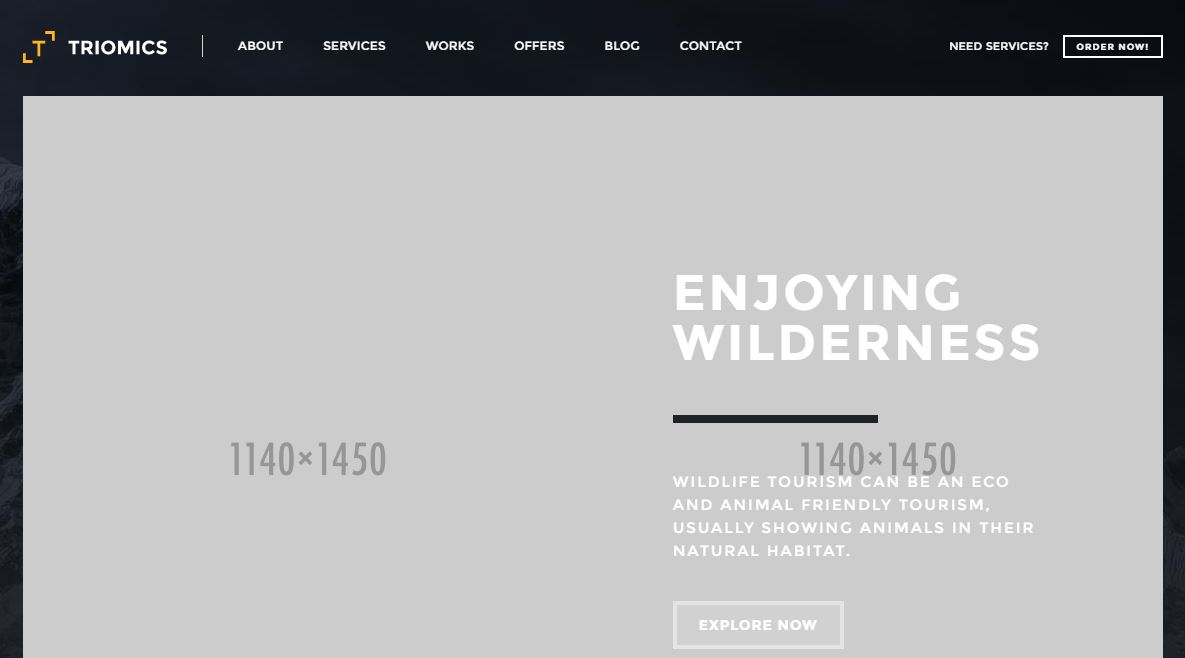 T TRIOMICS
ABOUT SERVICES WORKS OFFERS BLOG CONTACT
NEED SERVICES? ORDER NOW!
ENJOYING
WILDERNESS
1140×1450
1140×1450
WILDLIFE TOURISM CAN BE AN ECO
AND ANIMAL FRIENDLY TOURISM,
USUALLY SHOWING ANIMALS IN THEIR
NATURAL HABITAT.
EXPLORE NOW